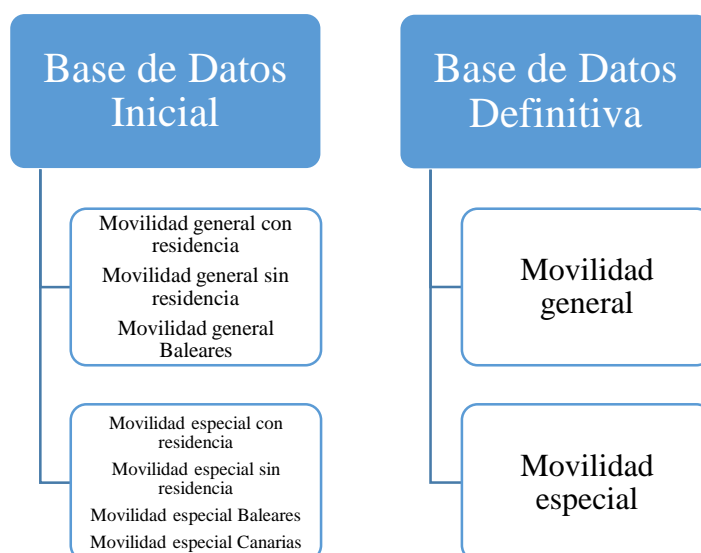 Base de Datos
Inicial
Movilidad general con
residencia
Movilidad general sin
residencia
Movilidad general
Baleares
Movilidad especial con
residencia
Movilidad especial sin
residencia
Movilidad especial Baleares
Movilidad especial Canarias
Base de Datos
Definitiva
Movilidad
general
Movilidad
especial